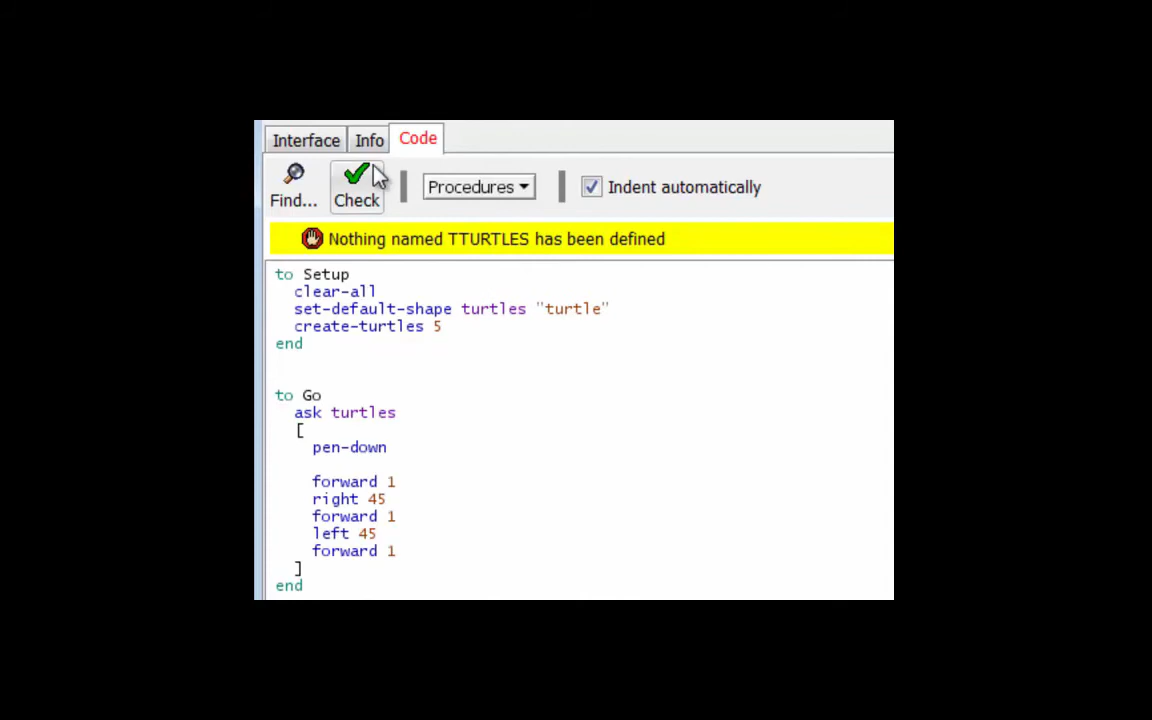 Interface Info Code
Find... Check Procedures Indent automatically
Nothing named TTURTLES has been defined
to Setup
clear-all
set-default-shape turtles "turtle"
create-turtles 5
end
to Go
ask turtles
[
pen-down
forward 1
right 45
forward 1
left 45
forward 1
]
end